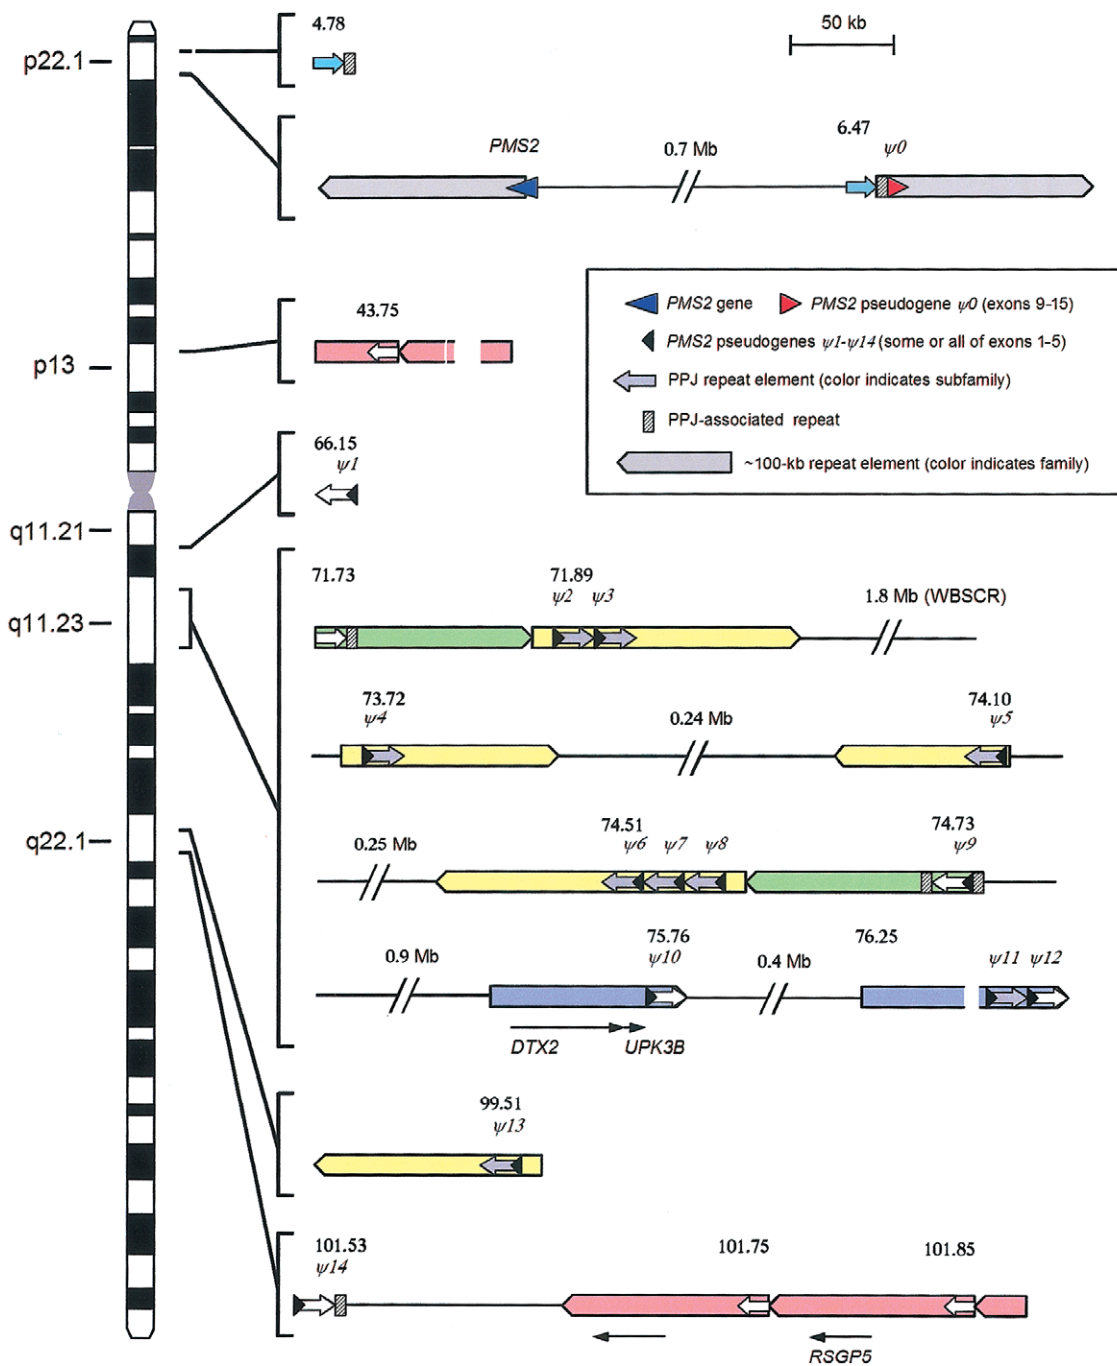 p22.1
p13
q11.21
q11.23
q22.1
4.78
50 kb
PMS2
0.7 Mb
6.47
ψ0
PMS2 gene
PMS2 pseudogene ψ0 (exons 9-15)
PMS2 pseudogenes ψ1-ψ14 (some or all of exons 1-5)
PPJ repeat element (color indicates subfamily)
PPJ-associated repeat
~100-kb repeat element (color indicates family)
43.75
66.15
ψ1
71.73
71.89
ψ2 ψ3
1.8 Mb (WBSCR)
73.72
ψ4
0.24 Mb
74.10
ψ5
0.25 Mb
74.51
ψ6 ψ7 ψ8
74.73
ψ9
0.9 Mb
75.76
ψ10
0.4 Mb
76.25
ψ11 ψ12
DTX2 UPK3B
99.51
ψ13
101.53
ψ14
101.75
101.85
RSGP5